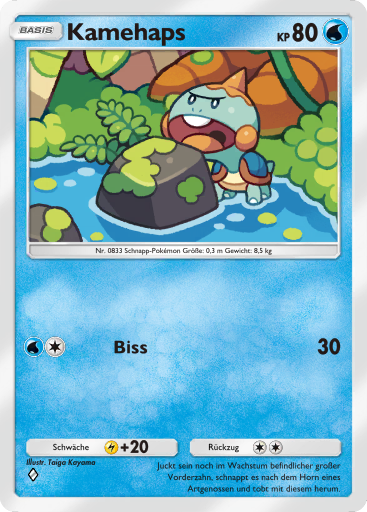 BASIS Kamehaps KP 80
Nr. 0833 Schnapp-Pokémon Größe: 0,3 m Gewicht: 8,5 kg
Biss 30
Schwäche +20 Rückzug
Illustr. Taiga Kayama
Juckt sein noch im Wachstum befindlicher großer
Vorderzahn, schnappt es nach dem Horn eines
Artgenossen und tobt mit diesem herum.